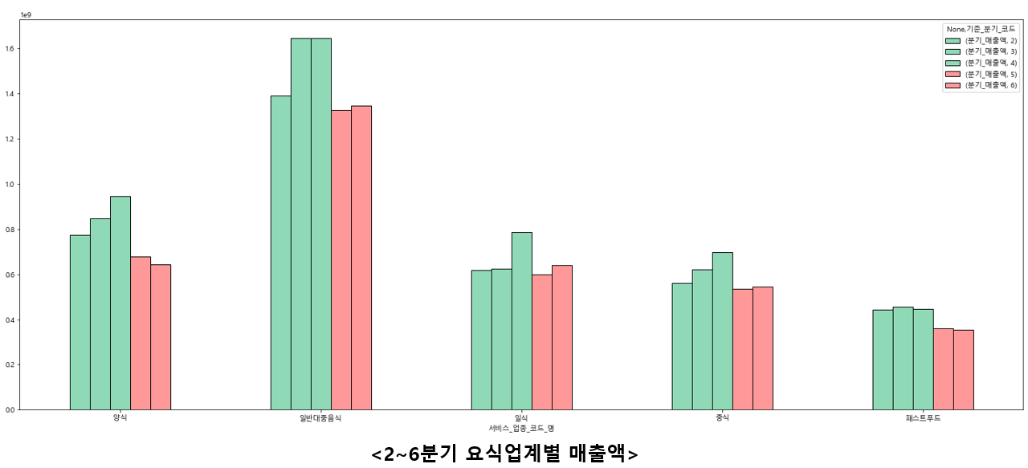 1e9
None,기준_분기_코드
(분기_매출액, 2)
(분기_매출액, 3)
(분기_매출액, 4)
(분기_매출액, 5)
(분기_매출액, 6)
1.6
1.4
1.2
1.0
0.8
0.6
0.4
0.2
0.0
양식 일반대중음식 일식 중식 패스트푸드
서비스_업종_코드_명
<2~6분기 요식업계별 매출액>